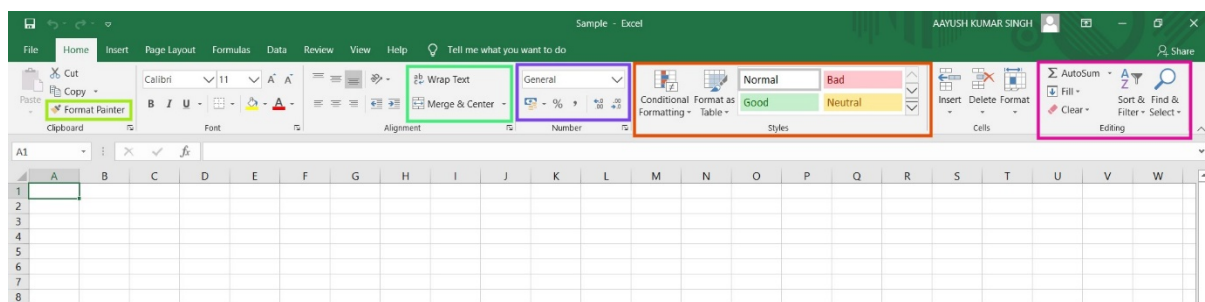 Sample - Excel
AAYUSH KUMAR SINGH
File Home Insert Page Layout Formulas Data Review View Help Tell me what you want to do
Share
Paste
Cut
Copy
Format Painter
Clipboard
Calibri 11
B I U
Font
Wrap Text
Merge & Center
Alignment
General
%
Number
Conditional Formatting
Format as Table
Normal Bad
Good Neutral
Styles
Insert Delete Format
Cells
AutoSum
Fill
Clear
Sort & Filter
Find & Select
Editing
A1 fx
A B C D E F G H I J K L M N O P Q R S T U V W
1
2
3
4
5
6
7
8